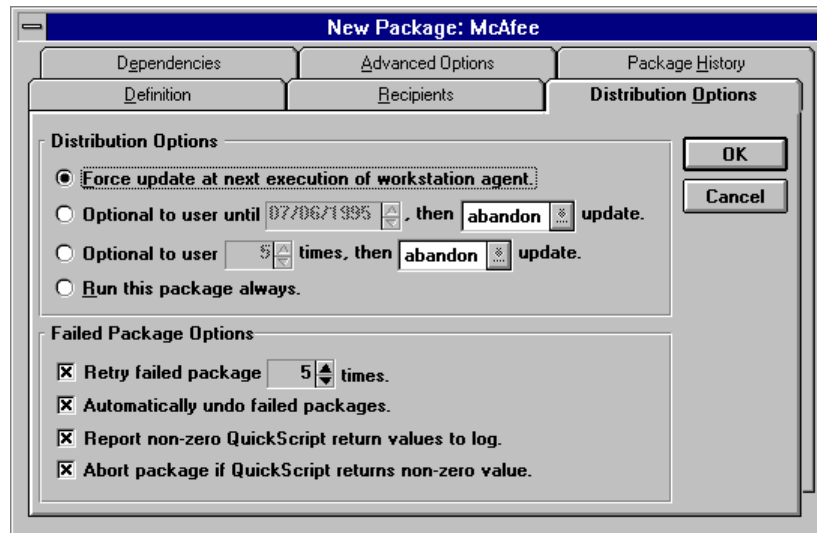 New Package: McAfee
Dependencies
Advanced Options
Package History
Definition
Recipients
Distribution Options
Distribution Options
Force update at next execution of workstation agent.
Optional to user until 07/06/1995 , then abandon update.
Optional to user 5 times, then abandon update.
Run this package always.
OK
Cancel
Failed Package Options
Retry failed package 5 times.
Automatically undo failed packages.
Report non-zero QuickScript return values to log.
Abort package if QuickScript returns non-zero value.